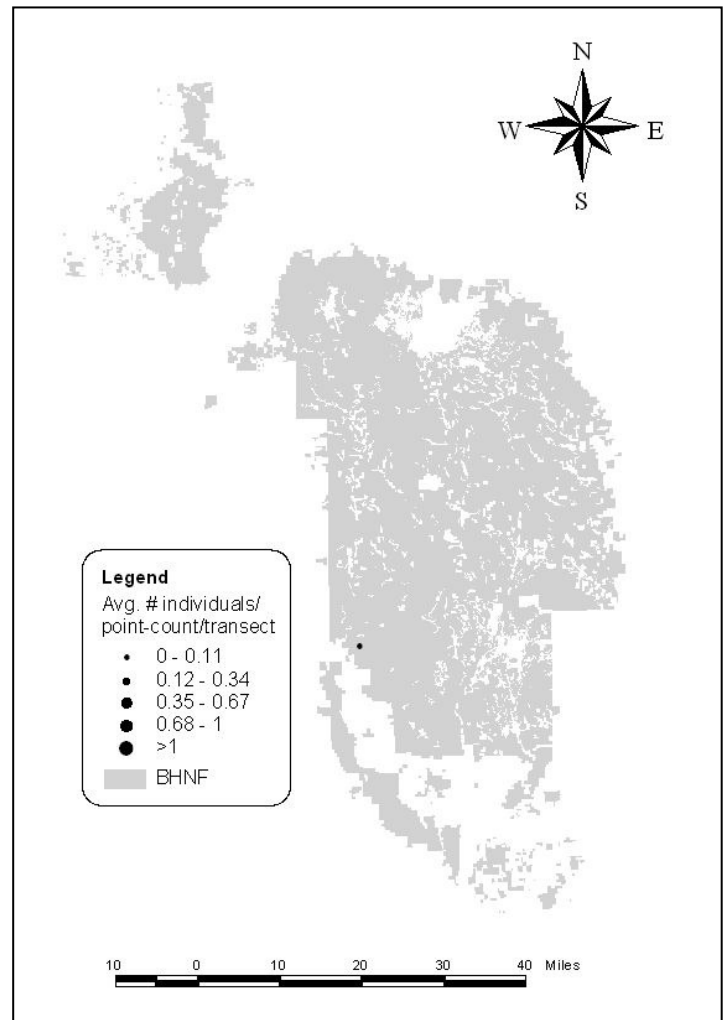 N
W E
S
Legend
Avg. # individuals/
point-count/transect
0 - 0.11
0.12 - 0.34
0.35 - 0.67
0.68 - 1
>1
BHNF
10 0 10 20 30 40 Miles